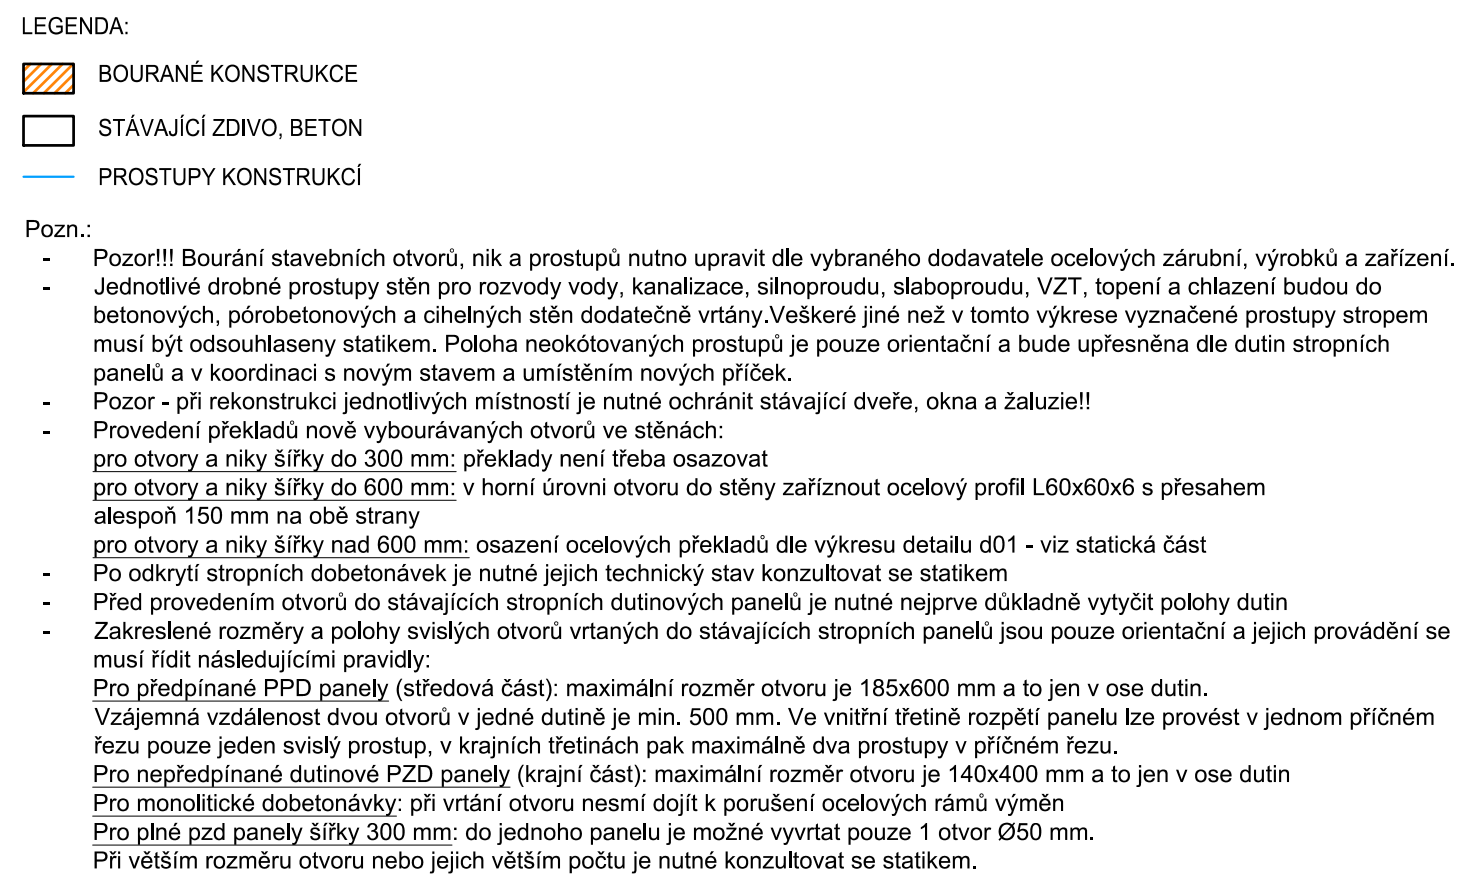 LEGENDA:
BOURANÉ KONSTRUKCE
STÁVAJÍCÍ ZDIVO, BETON
PROSTUPY KONSTRUKCÍ
Pozn.:
- Pozor!!! Bourání stavebních otvorů, nik a prostupů nutno upravit dle vybraného dodavatele ocelových zárubní, výrobků a zařízení.
- Jednotlivé drobné prostupy stěn pro rozvody vody, kanalizace, silnoproudu, slaboproudu, VZT, topení a chlazení budou do
betonových, pórobetonových a cihelných stěn dodatečně vrtány.Veškeré jiné než v tomto výkrese vyznačené prostupy stropem
musí být odsouhlaseny statikem. Poloha neokótovaných prostupů je pouze orientační a bude upřesněna dle dutin stropních
panelů a v koordinaci s novým stavem a umístěním nových příček.
- Pozor - při rekonstrukci jednotlivých místností je nutné ochránit stávající dveře, okna a žaluzie!!
- Provedení překladů nově vybourávaných otvorů ve stěnách:
pro otvory a niky šířky do 300 mm: překlady není třeba osazovat
pro otvory a niky šířky do 600 mm: v horní úrovni otvoru do stěny zaříznout ocelový profil L60x60x6 s přesahem
alespoň 150 mm na obě strany
pro otvory a niky šířky nad 600 mm: osazení ocelových překladů dle výkresu detailu d01 - viz statická část
- Po odkrytí stropních dobetonávek je nutné jejich technický stav konzultovat se statikem
- Před provedením otvorů do stávajících stropních dutinových panelů je nutné nejprve důkladně vytyčit polohy dutin
- Zakreslené rozměry a polohy svislých otvorů vrtaných do stávajících stropních panelů jsou pouze orientační a jejich provádění se
musí řídit následujícími pravidly:
Pro předpínané PPD panely (středová část): maximální rozměr otvoru je 185x600 mm a to jen v ose dutin.
Vzájemná vzdálenost dvou otvorů v jedné dutině je min. 500 mm. Ve vnitřní třetině rozpětí panelu lze provést v jednom příčném
řezu pouze jeden svislý prostup, v krajních třetinách pak maximálně dva prostupy v příčném řezu.
Pro nepředpínané dutinové PZD panely (krajní část): maximální rozměr otvoru je 140x400 mm a to jen v ose dutin
Pro monolitické dobetonávky: při vrtání otvoru nesmí dojít k porušení ocelových rámů výměn
Pro plné pzd panely šířky 300 mm: do jednoho panelu je možné vyvrtat pouze 1 otvor Ø50 mm.
Při větším rozměru otvoru nebo jejich větším počtu je nutné konzultovat se statikem.